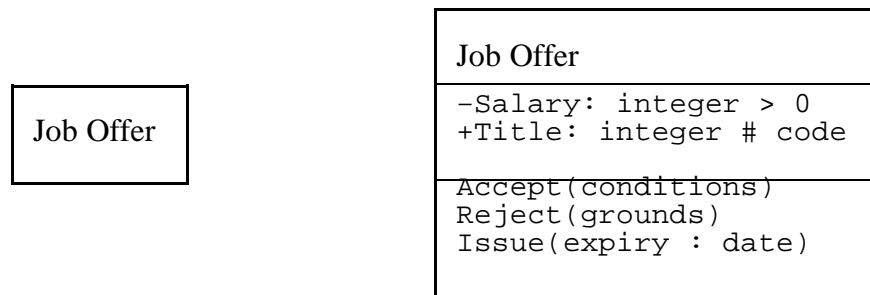 Job Offer
Job Offer
−Salary: integer > 0
+Title: integer # code
Accept(conditions)
Reject(grounds)
Issue(expiry : date)